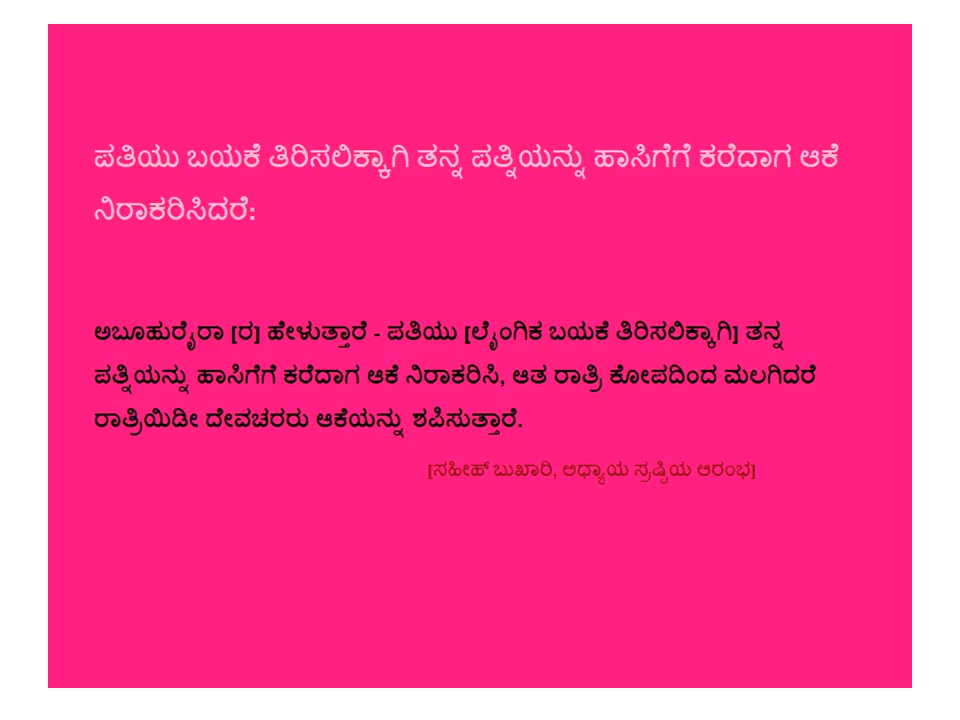 ಪತಿಯು ಬಯಕೆ ತಿರಿಸಲಿಕ್ಕಾಗಿ ತನ್ನ ಪತ್ನಿಯನ್ನು ಹಾಸಿಗೆಗೆ ಕರೆದಾಗ ಆಕೆ
ನಿರಾಕರಿಸಿದರೆ:
ಅಬೂಹುರೈರಾ [ರ] ಹೇಳುತ್ತಾರೆ - ಪತಿಯು [ಲೈಂಗಿಕ ಬಯಕೆ ತಿರಿಸಲಿಕ್ಕಾಗಿ] ತನ್ನ
ಪತ್ನಿಯನ್ನು ಹಾಸಿಗೆಗೆ ಕರೆದಾಗ ಆಕೆ ನಿರಾಕರಿಸಿ, ಆತ ರಾತ್ರಿ ಕೋಪದಿಂದ ಮಲಗಿದರೆ
ರಾತ್ರಿಯಿಡೀ ದೇವಚರರು ಆಕೆಯನ್ನು ಶಪಿಸುತ್ತಾರೆ.
[ಸಹೀಹ್ ಬುಖಾರಿ, ಅಧ್ಯಾಯ ಸ್ರಷ್ಟಿಯ ಆರಂಭ]